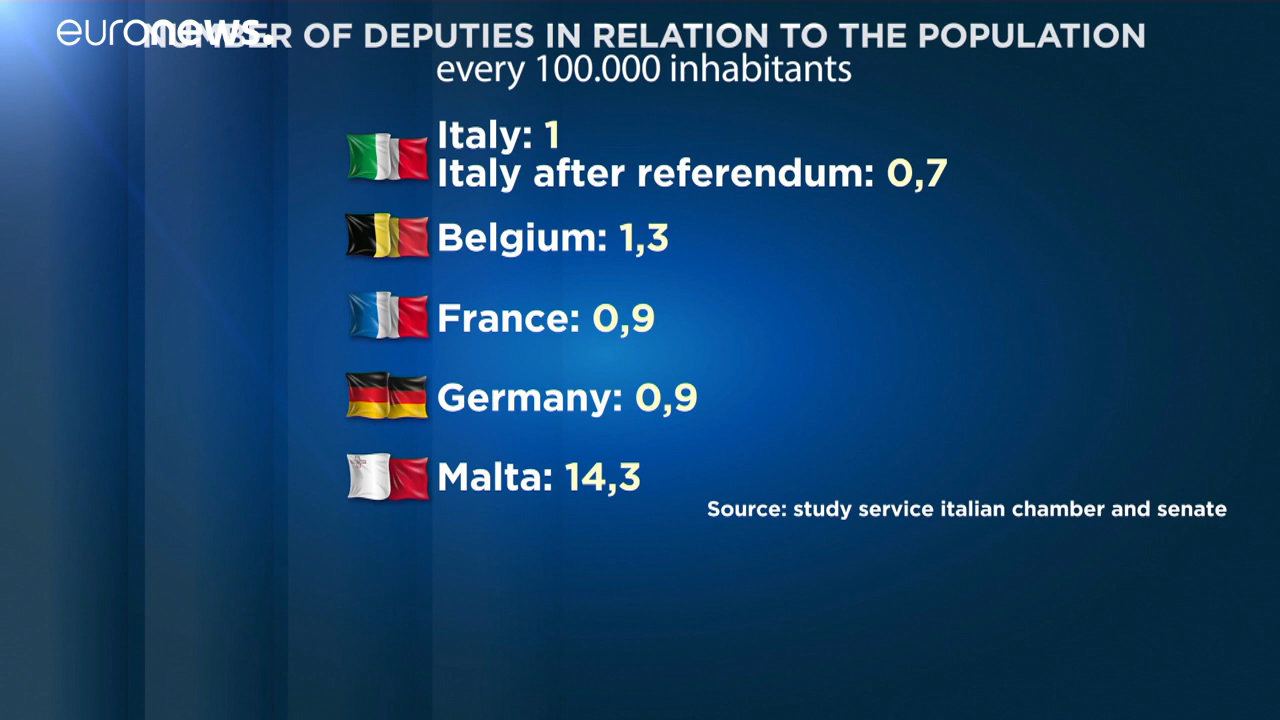 euronews.
NUMBER OF DEPUTIES IN RELATION TO THE POPULATION
every 100.000 inhabitants
Italy: 1
Italy after referendum: 0,7
Belgium: 1,3
France: 0,9
Germany: 0,9
Malta: 14,3
Source: study service italian chamber and senate